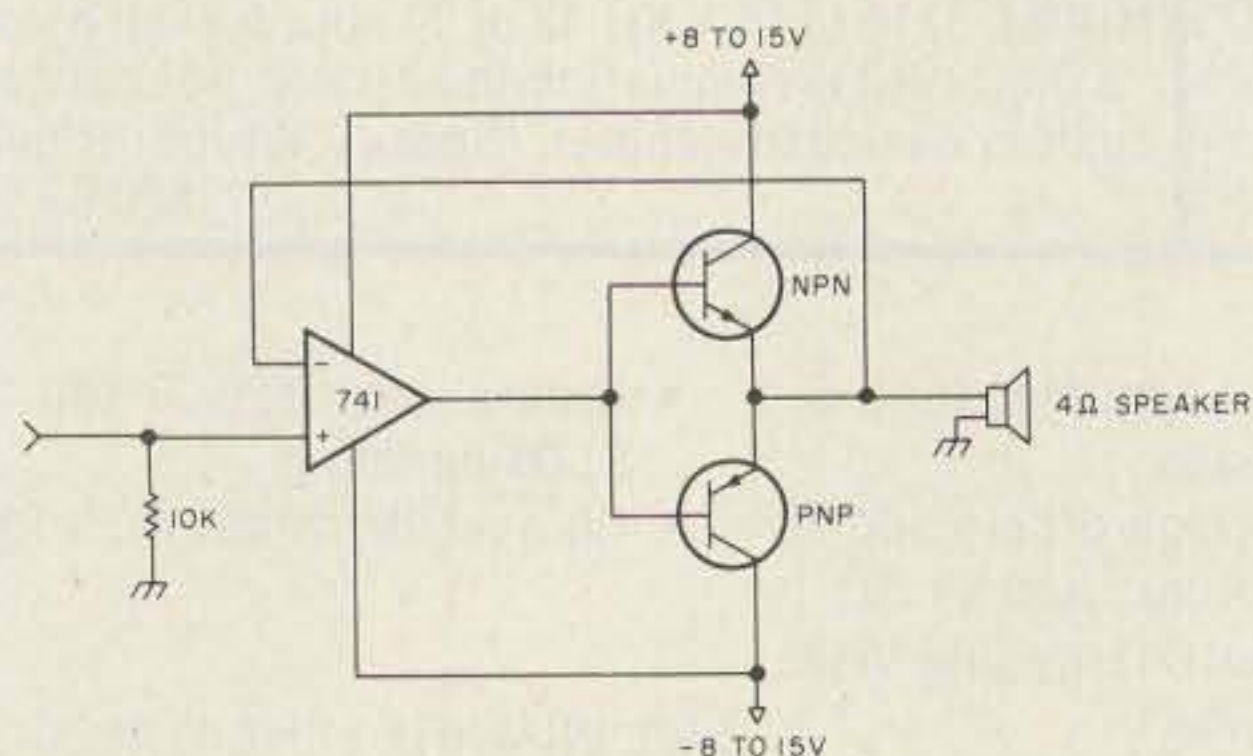 +8 TO 15V
NPN
-
741
4Ω SPEAKER
+
10K
PNP
-8 TO 15V